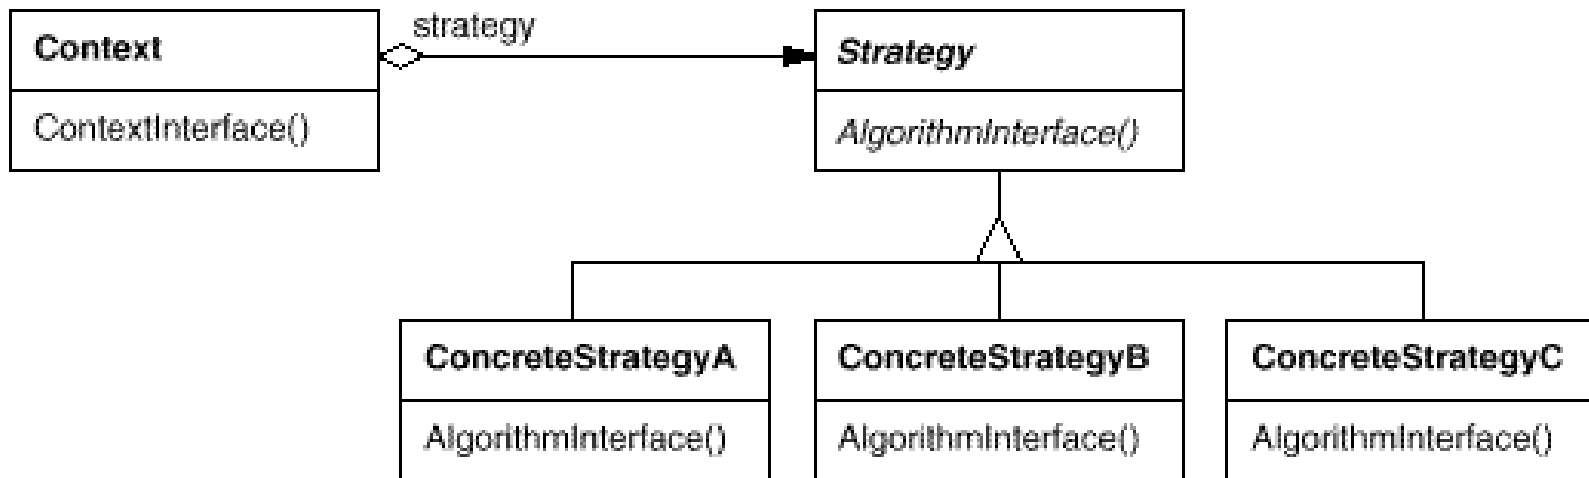 strategy
Context
Strategy
ContextInterface()
AlgorithmInterface()
ConcreteStrategyA
ConcreteStrategyB
ConcreteStrategyC
AlgorithmInterface()
AlgorithmInterface()
AlgorithmInterface()